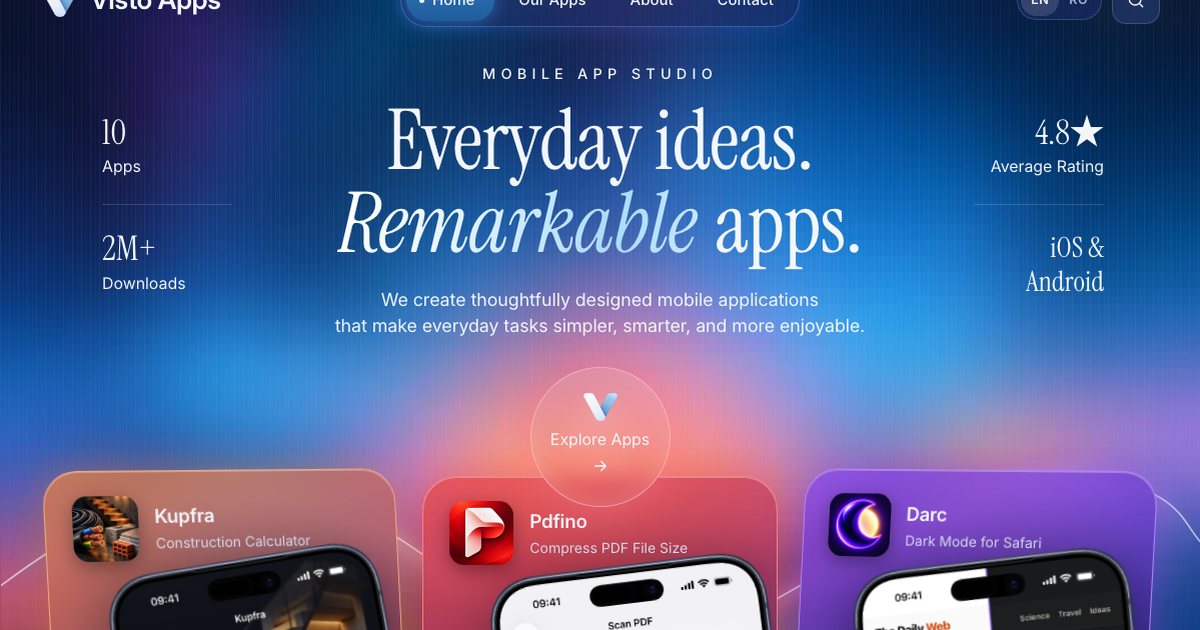 Visto Apps
Home
Our Apps
About
Contact
EN
RO
MOBILE APP STUDIO
10
Apps
2M+
Downloads
Everyday ideas.
Remarkable apps.
4.8★
Average Rating
iOS &
Android
We create thoughtfully designed mobile applications
that make everyday tasks simpler, smarter, and more enjoyable.
Explore Apps
→
Kupfra
Construction Calculator
09:41
Kupfra
Pdfino
Compress PDF File Size
09:41
Scan PDF
Darc
Dark Mode for Safari
09:41
The Daily Web
Science Travel Ideas